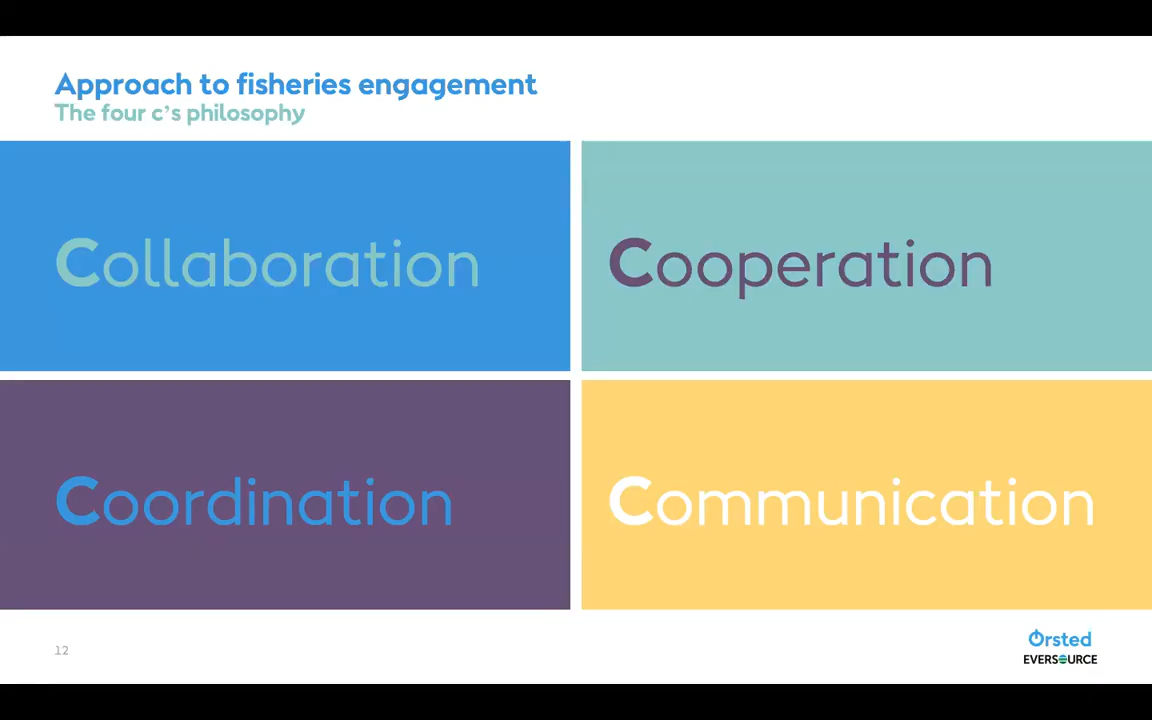 Approach to fisheries engagement
The four c's philosophy
Collaboration
Cooperation
Coordination
Communication
12
Ørsted
EVERSOURCE